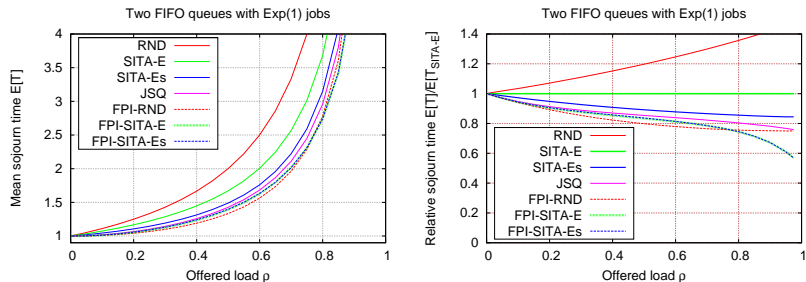 Two FIFO queues with Exp(1) jobs
Mean sojourn time E[T]
4
3.5
3
2.5
2
1.5
1
RND
SITA-E
SITA-Es
JSQ
FPI-RND
FPI-SITA-E
FPI-SITA-Es
0
0.2
0.4
0.6
0.8
1
Offered load ρ
Two FIFO queues with Exp(1) jobs
Relative sojourn time E[T]/E[T_SITA-E]
1.4
1.2
1
0.8
0.6
0.4
0.2
0
RND
SITA-E
SITA-Es
JSQ
FPI-RND
FPI-SITA-E
FPI-SITA-Es
0
0.2
0.4
0.6
0.8
1
Offered load ρ